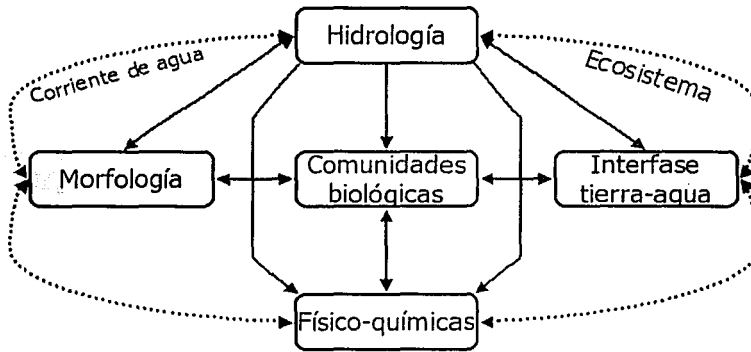 Hidrología
Corriente de agua
Ecosistema
Morfología
Comunidades
biológicas
Interfase
tierra-agua
Físico-químicas